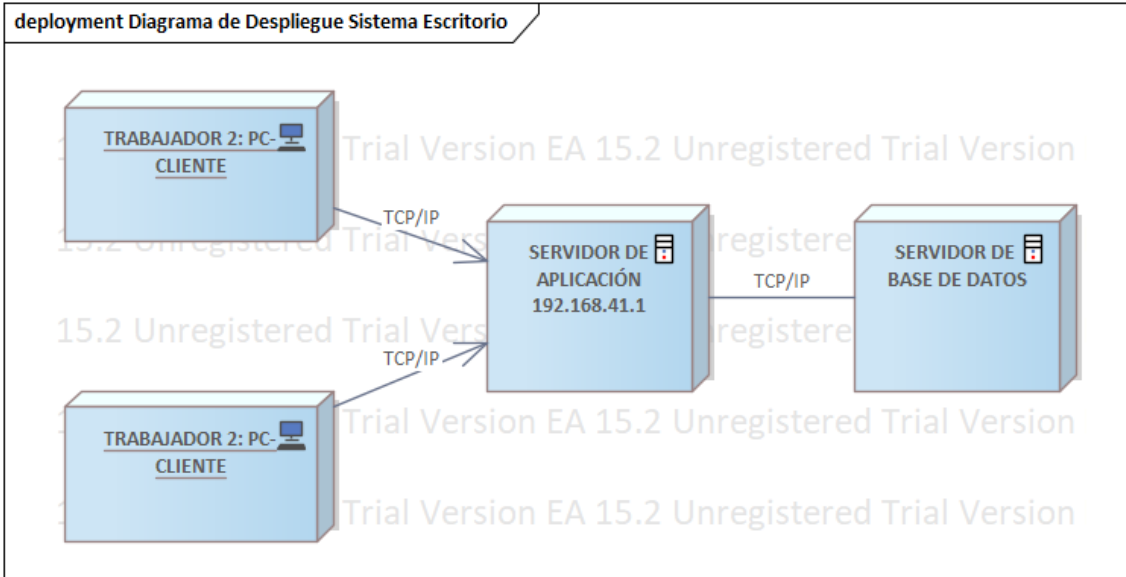 deployment Diagrama de Despliegue Sistema Escritorio
TRABAJADOR 2: PC-
CLIENTE
Trial Version EA 15.2 Unregistered Trial Version
TCP/IP
15.2 Unregistered Trial Vers
nregistere
SERVIDOR DE
APLICACIÓN
192.168.41.1
TCP/IP
SERVIDOR DE
BASE DE DATOS
15.2 Unregistered Trial Vers
nregistere
TCP/IP
TRABAJADOR 2: PC-
CLIENTE
Trial Version EA 15.2 Unregistered Trial Version
Trial Version EA 15.2 Unregistered Trial Version